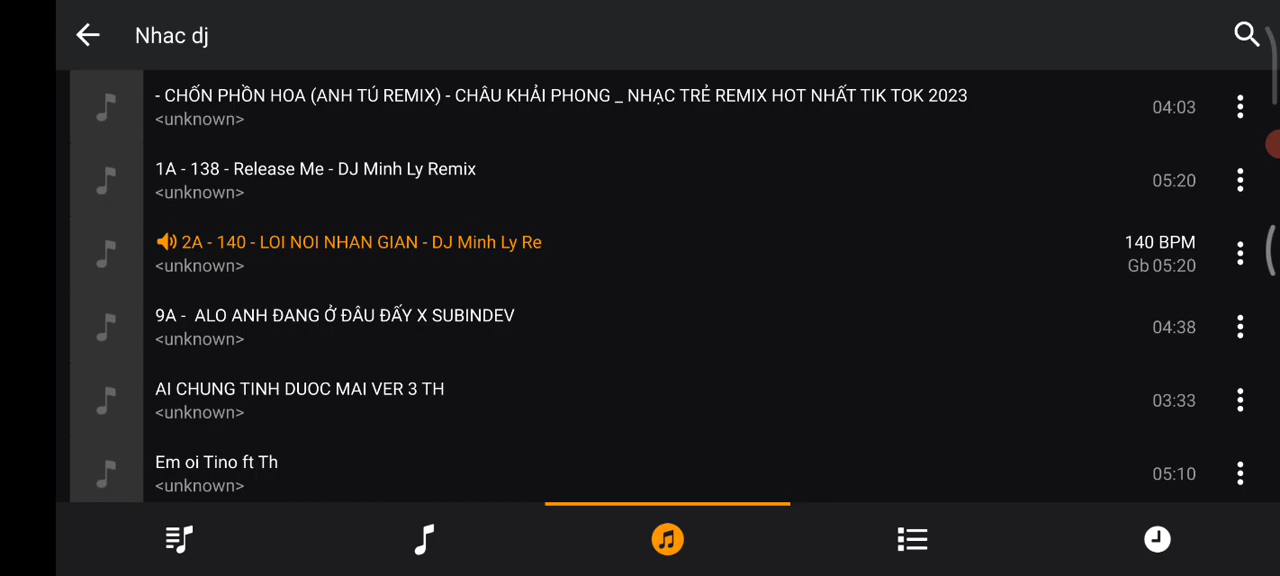 Nhac dj
- CHỐN PHỒN HOA (ANH TÚ REMIX) - CHÂU KHẢI PHONG _ NHẠC TRẺ REMIX HOT NHẤT TIK TOK 2023
<unknown>
04:03
1A - 138 - Release Me - DJ Minh Ly Remix
<unknown>
05:20
2A - 140 - LOI NOI NHAN GIAN - DJ Minh Ly Re
140 BPM
<unknown>
Gb 05:20
9A -  ALO ANH ĐANG Ở ĐÂU ĐẤY X SUBINDEV
<unknown>
04:38
AI CHUNG TINH DUOC MAI VER 3 TH
<unknown>
03:33
Em oi Tino ft Th
<unknown>
05:10